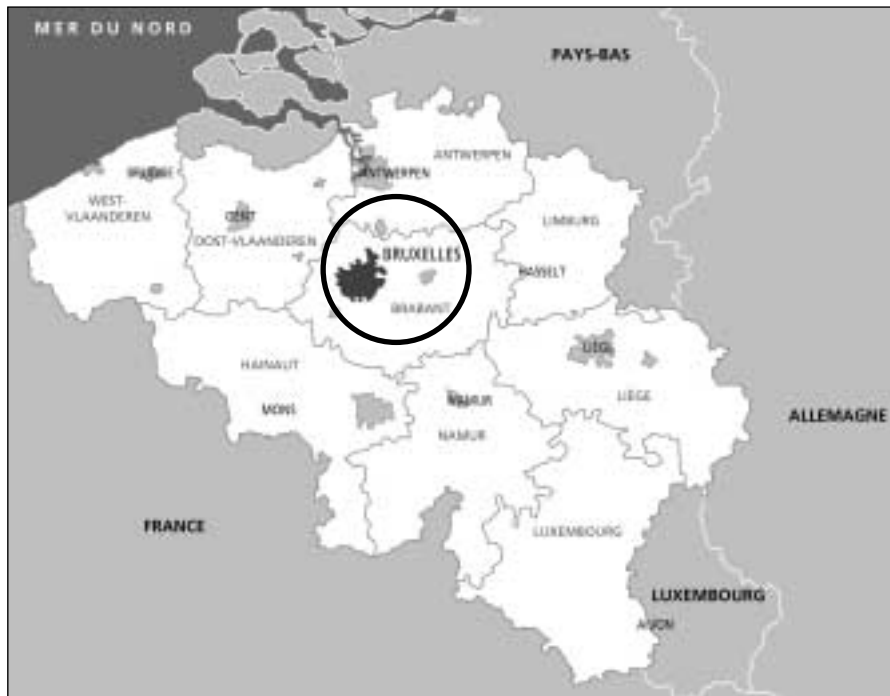 MER DU NORD
PAYS-BAS
ANTWERPEN
ANTWERPEN
BRUGGE
WEST-
VLAANDEREN
GENT
OOST-VLAANDEREN
LIMBURG
BRUXELLES
HASSELT
BRABANT
HAINAUT
LIEGE
MONS
NAMUR
LIEGE
NAMUR
ALLEMAGNE
FRANCE
LUXEMBOURG
LUXEMBOURG
ARLON